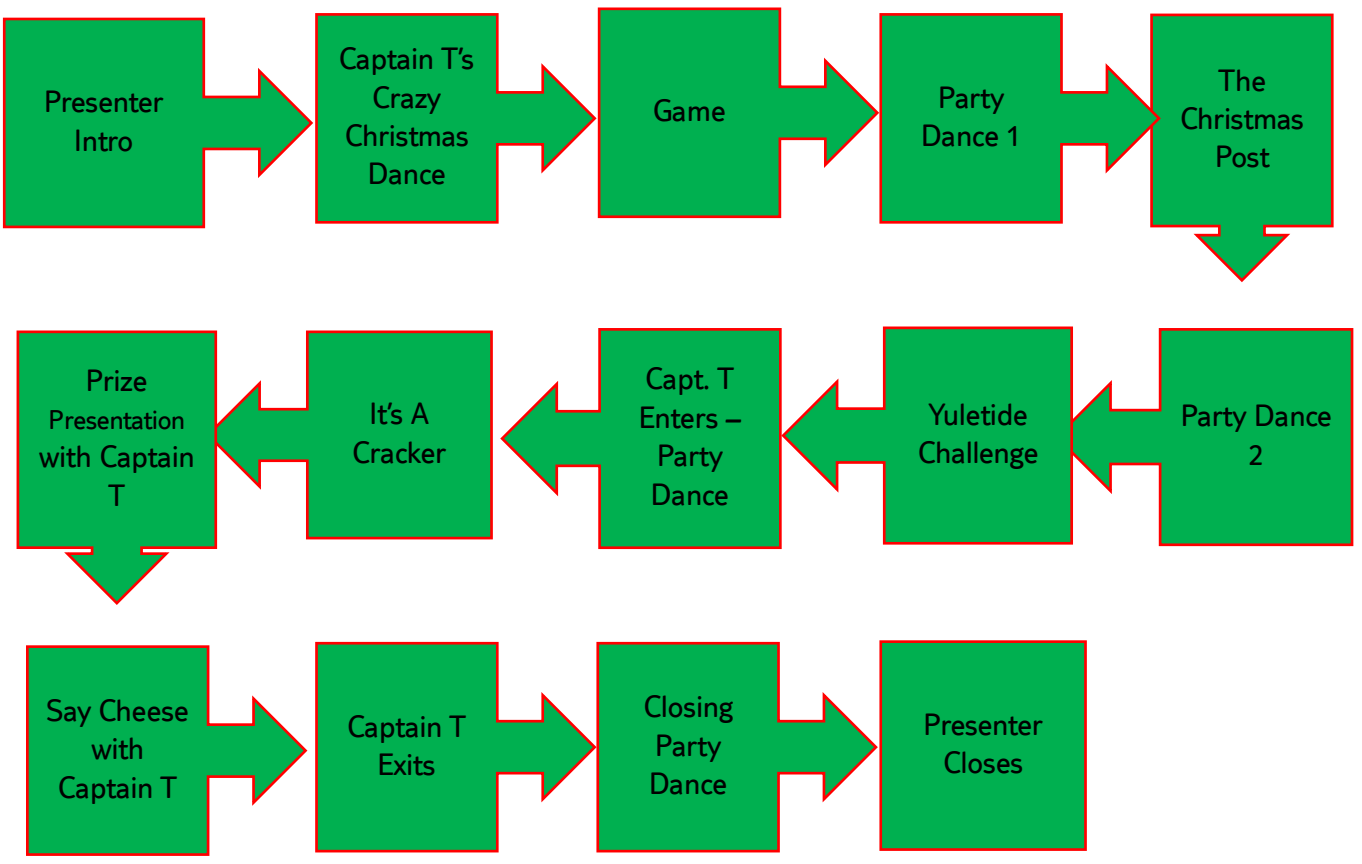 Presenter
Intro
Captain T's
Crazy
Christmas
Dance
Game
Party
Dance 1
The
Christmas
Post
Party Dance
2
Yuletide
Challenge
Capt. T
Enters –
Party
Dance
It's A
Cracker
Prize
Presentation
with Captain
T
Say Cheese
with
Captain T
Captain T
Exits
Closing
Party
Dance
Presenter
Closes